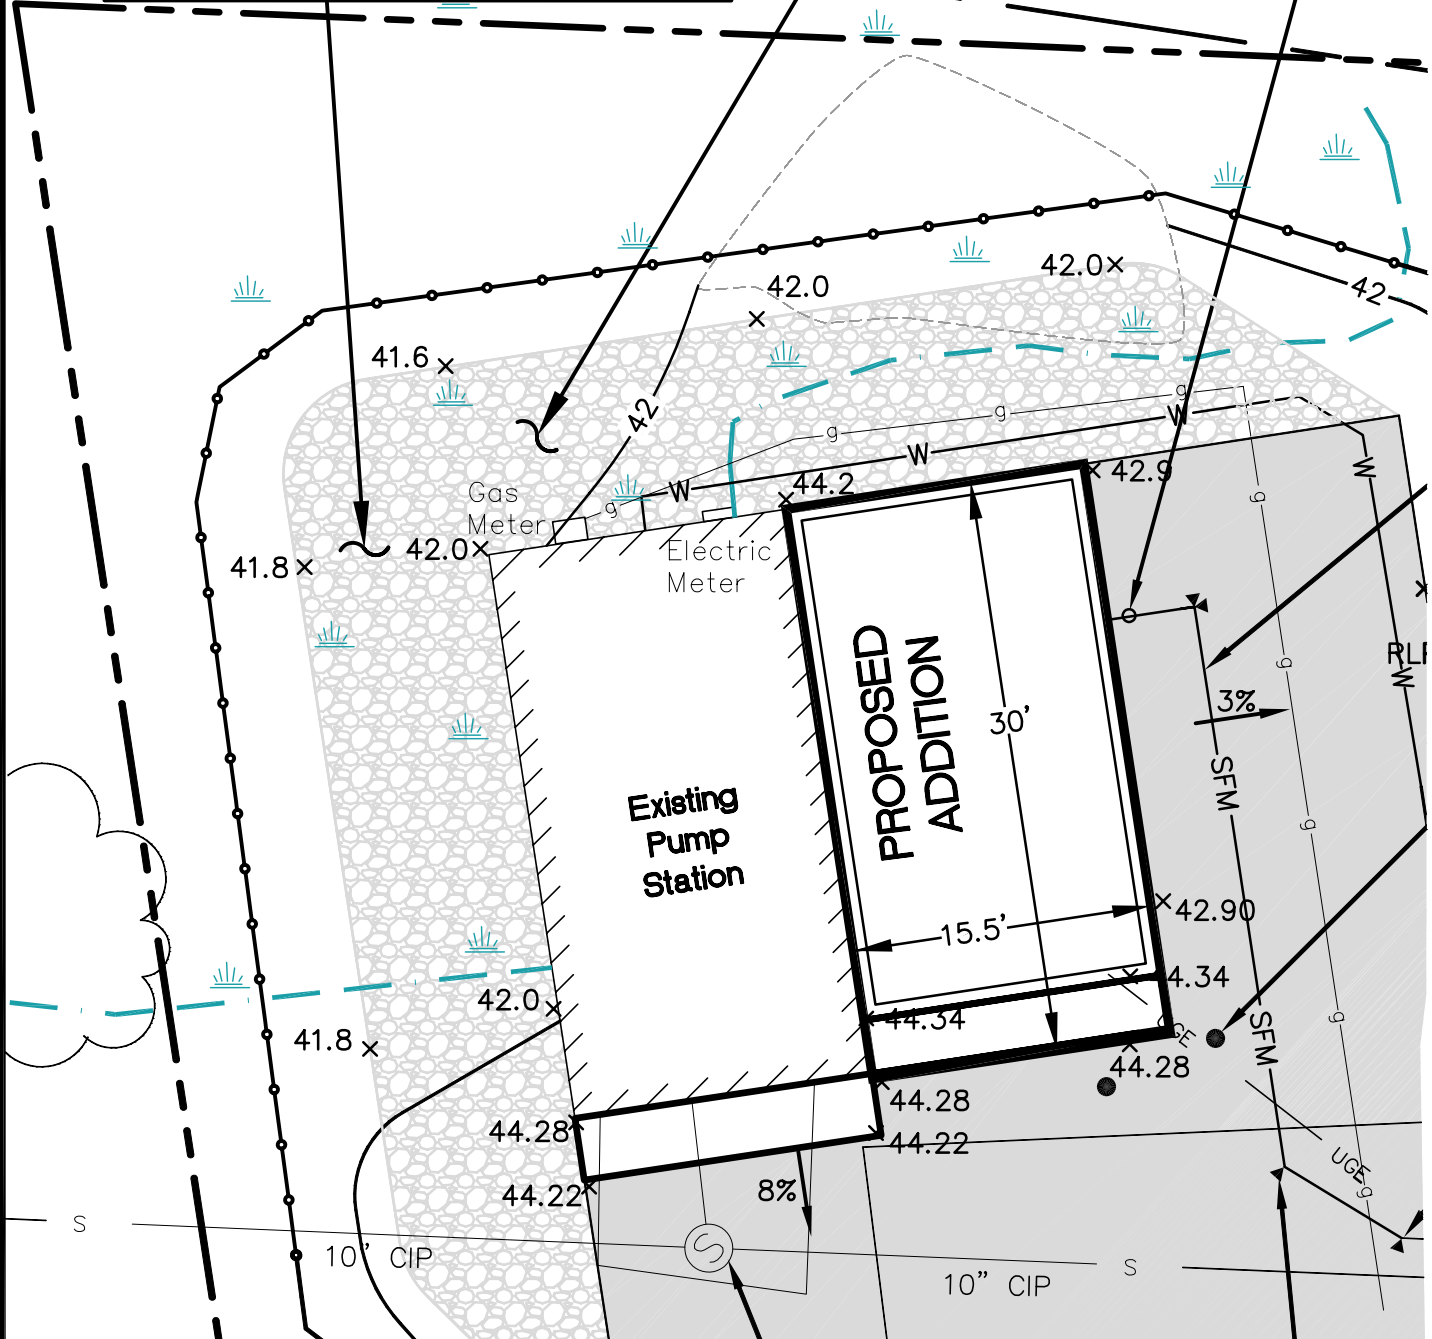 42.0
42.0
42
41.6
g
g
42
g
W
W
42.9
W
44.2
W
g
Gas
Meter
g
42.0
Electric
Meter
41.8
PROPOSED
ADDITION
g
W
30'
3%
SFM
Existing
Pump
Station
g
42.90
15.5'
44.34
42.0
44.34
SFM
g
41.8
44.28
44.28
44.28
44.22
UGE
g
8%
44.22
S
S
10" CIP
S
10" CIP